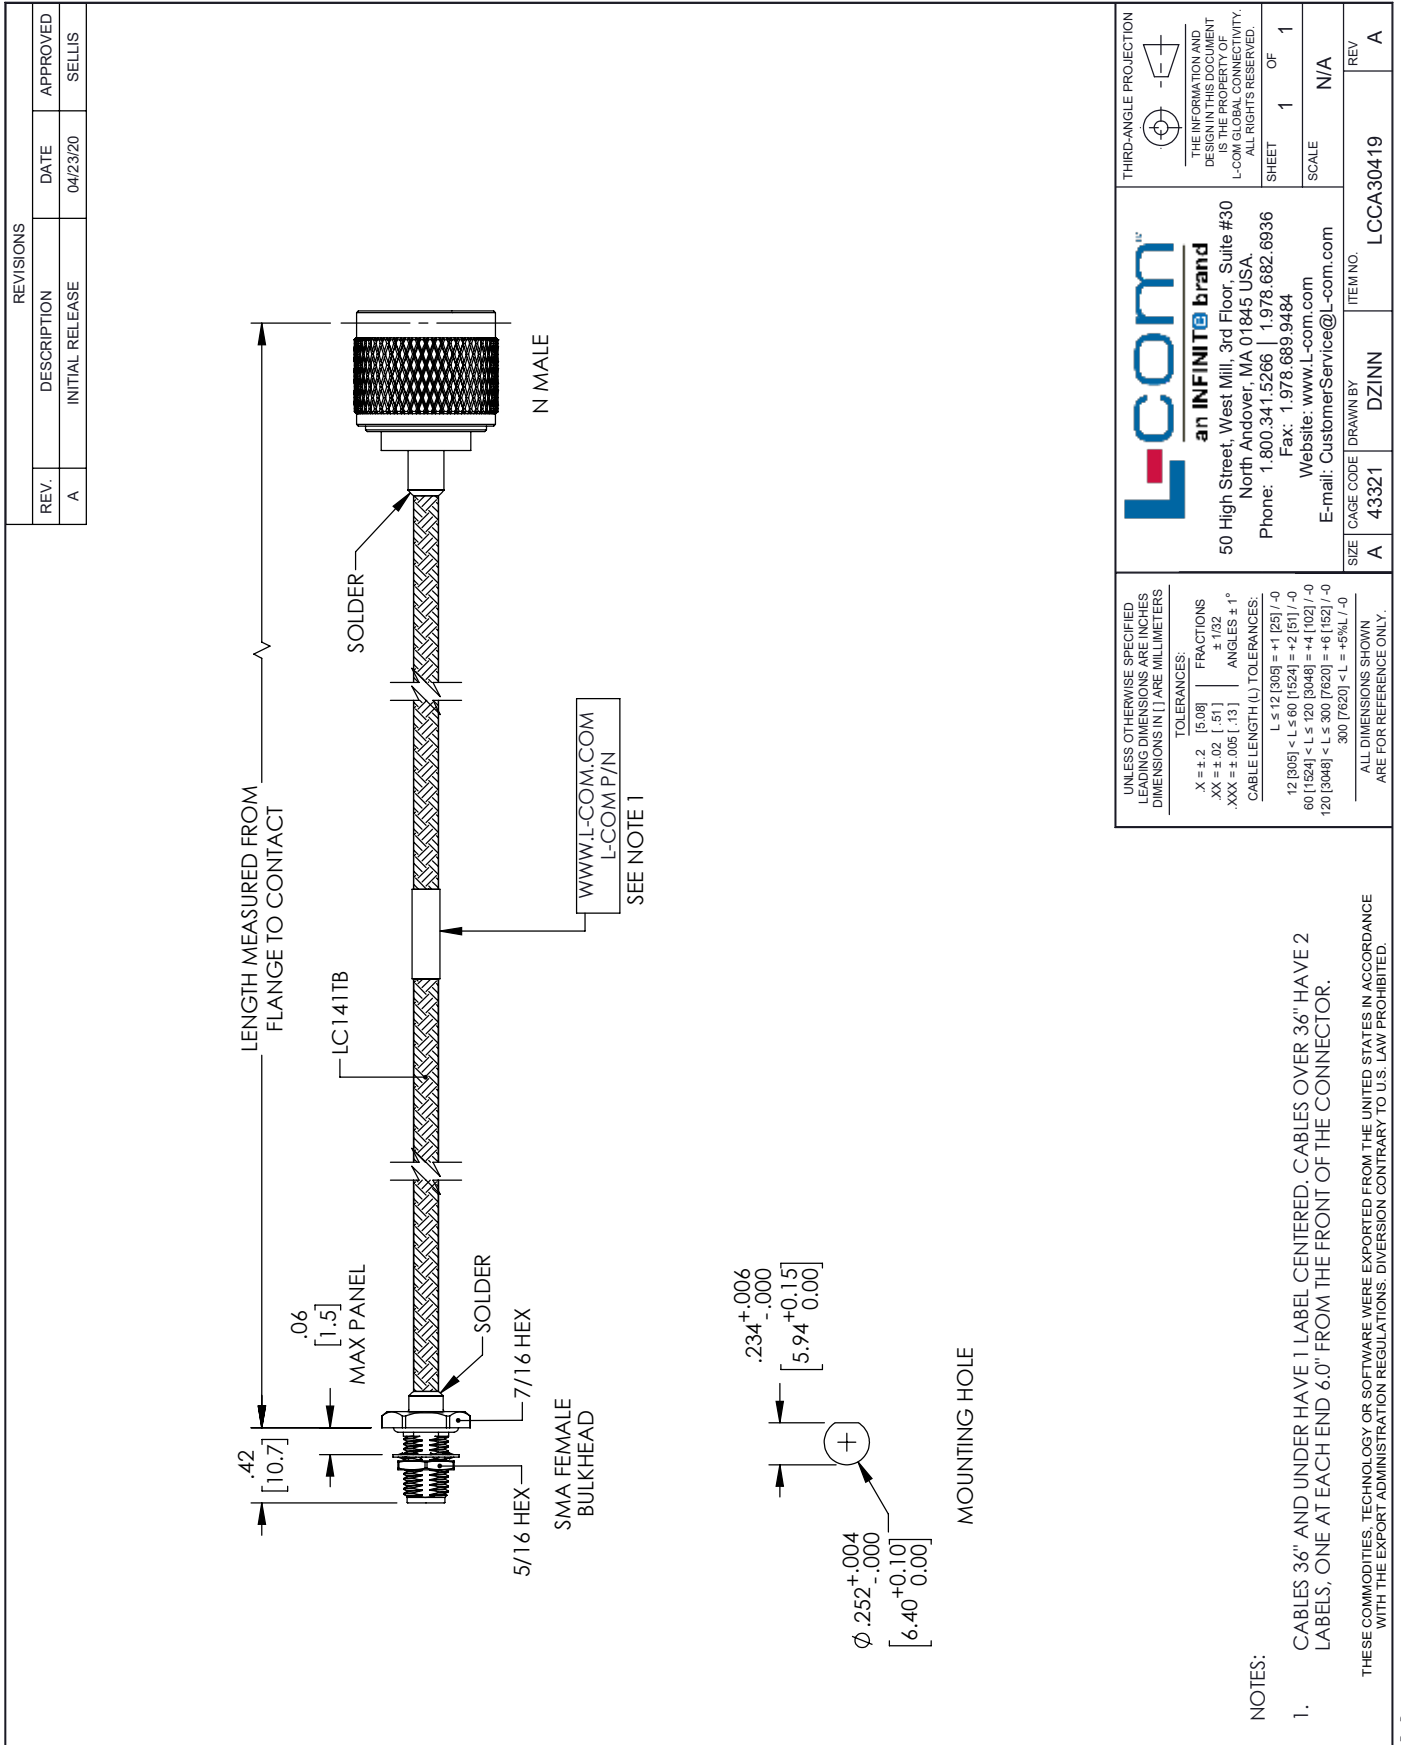 REVISIONS
REV. DESCRIPTION DATE APPROVED
A INITIAL RELEASE 04/23/20 SELLIS
LENGTH MEASURED FROM
FLANGE TO CONTACT
.42
[10.7]
.06
[1.5]
MAX PANEL
LC141TB
SOLDER
N MALE
SOLDER
7/16 HEX
5/16 HEX
SMA FEMALE
BULKHEAD
WWW.L-COM.COM
L-COM P/N
SEE NOTE 1
.234 +.006
-.000
[5.94 +0.15
0.00]
Ø .252 +.004
-.000
[6.40 +0.10
0.00]
MOUNTING HOLE
NOTES:
1. CABLES 36" AND UNDER HAVE 1 LABEL CENTERED. CABLES OVER 36" HAVE 2
LABELS, ONE AT EACH END 6.0" FROM THE FRONT OF THE CONNECTOR.
THESE COMMODITIES, TECHNOLOGY OR SOFTWARE WERE EXPORTED FROM THE UNITED STATES IN ACCORDANCE
WITH THE EXPORT ADMINISTRATION REGULATIONS. DIVERSION CONTRARY TO U.S. LAW PROHIBITED.
UNLESS OTHERWISE SPECIFIED
LEADING DIMENSIONS ARE INCHES
DIMENSIONS IN [ ] ARE MILLIMETERS
TOLERANCES:
.X = ±.2 [5.08] FRACTIONS
.XX = ±.02 [.51] ± 1/32
.XXX = ±.005 [.13] ANGLES ± 1°
CABLE LENGTH (L) TOLERANCES:
L ≤ 12 [305] = +1 [25] / -0
12 [305] < L ≤ 60 [1524] = +2 [51] / -0
60 [1524] < L ≤ 120 [3048] = +4 [102] / -0
120 [3048] < L ≤ 300 [7620] = +6 [152] / -0
300 [7620] < L = +5%L / -0
ALL DIMENSIONS SHOWN
ARE FOR REFERENCE ONLY.
L-com
an INFINITe brand
50 High Street, West Mill, 3rd Floor, Suite #30
North Andover, MA 01845 USA.
Phone: 1.800.341.5266 | 1.978.682.6936
Fax: 1.978.689.9484
Website: www.L-com.com
E-mail: CustomerService@L-com.com
THIRD-ANGLE PROJECTION
THE INFORMATION AND
DESIGN IN THIS DOCUMENT
IS THE PROPERTY OF
L-COM GLOBAL CONNECTIVITY.
ALL RIGHTS RESERVED.
SHEET 1 OF 1
SCALE N/A
SIZE A
CAGE CODE 43321
DRAWN BY DZINN
ITEM NO. LCCA30419
REV A